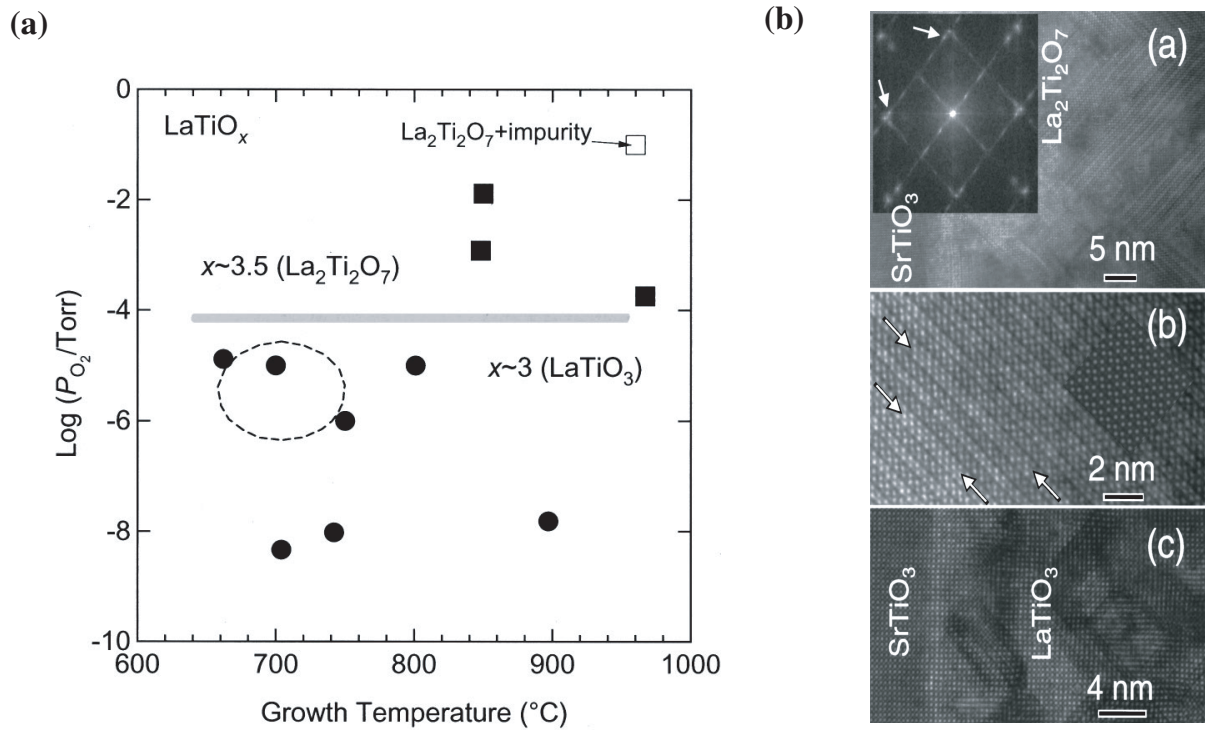 (a)
(b)
0
-2
-4
-6
-8
-10
600
700
800
900
1000
Log (P_O₂/Torr)
Growth Temperature (°C)
LaTiOₓ
La₂Ti₂O₇+impurity
x~3.5 (La₂Ti₂O₇)
x~3 (LaTiO₃)
(a)
SrTiO₃
La₂Ti₂O₇
5 nm
(b)
2 nm
(c)
SrTiO₃
LaTiO₃
4 nm